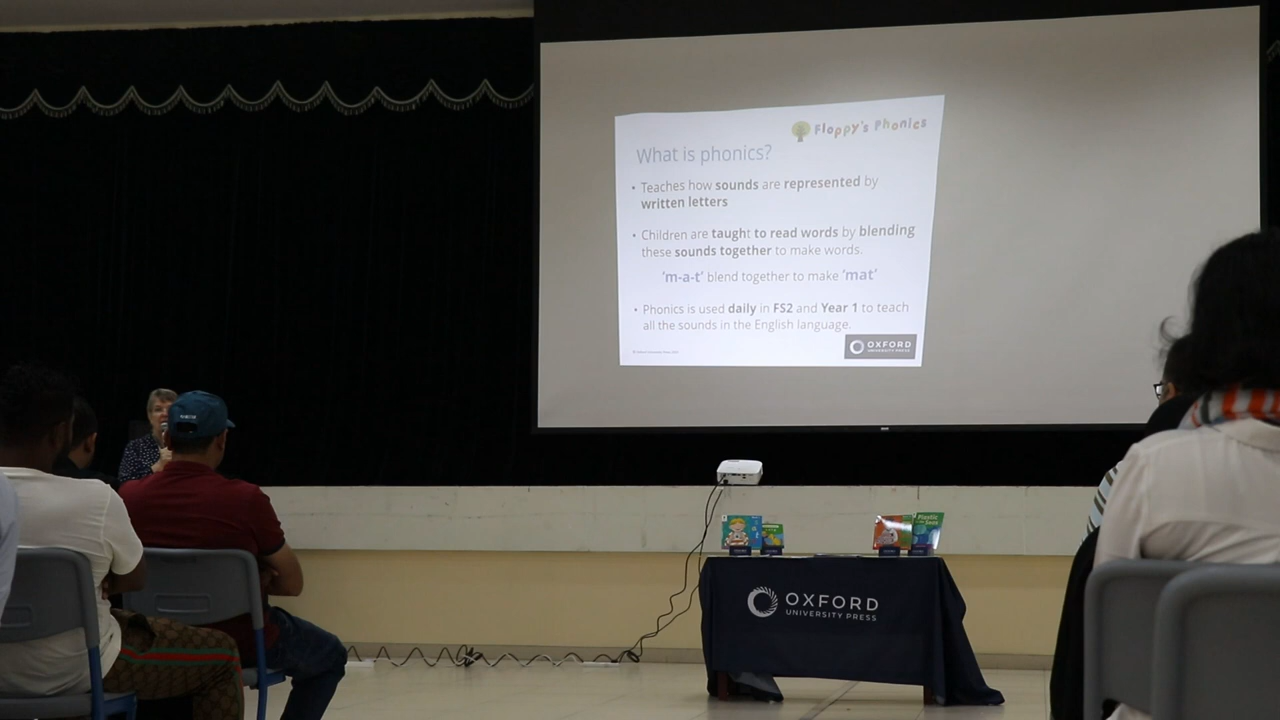 Floppy's Phonics
What is phonics?
• Teaches how sounds are represented by
written letters
• Children are taught to read words by blending
these sounds together to make words.
'm-a-t' blend together to make 'mat'
• Phonics is used daily in FS2 and Year 1 to teach
all the sounds in the English language.
OXFORD
UNIVERSITY PRESS
Plastic
Seas
OXFORD
UNIVERSITY PRESS